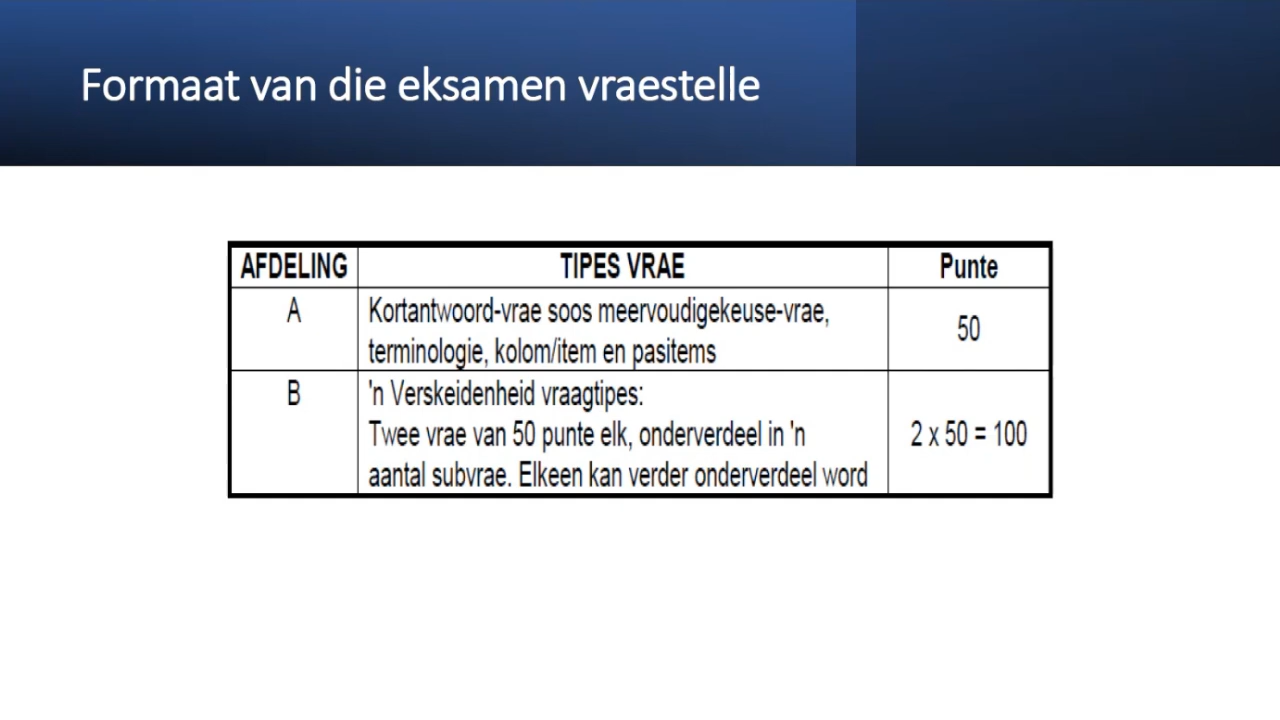 Formaat van die eksamen vraestelle
AFDELING TIPES VRAE Punte
A Kortantwoord-vrae soos meervoudigekeuse-vrae,
terminologie, kolom/item en pasitems
50
B 'n Verskeidenheid vraagtipes:
Twee vrae van 50 punte elk, onderverdeel in 'n
aantal subvrae. Elkeen kan verder onderverdeel word
2 x 50 = 100